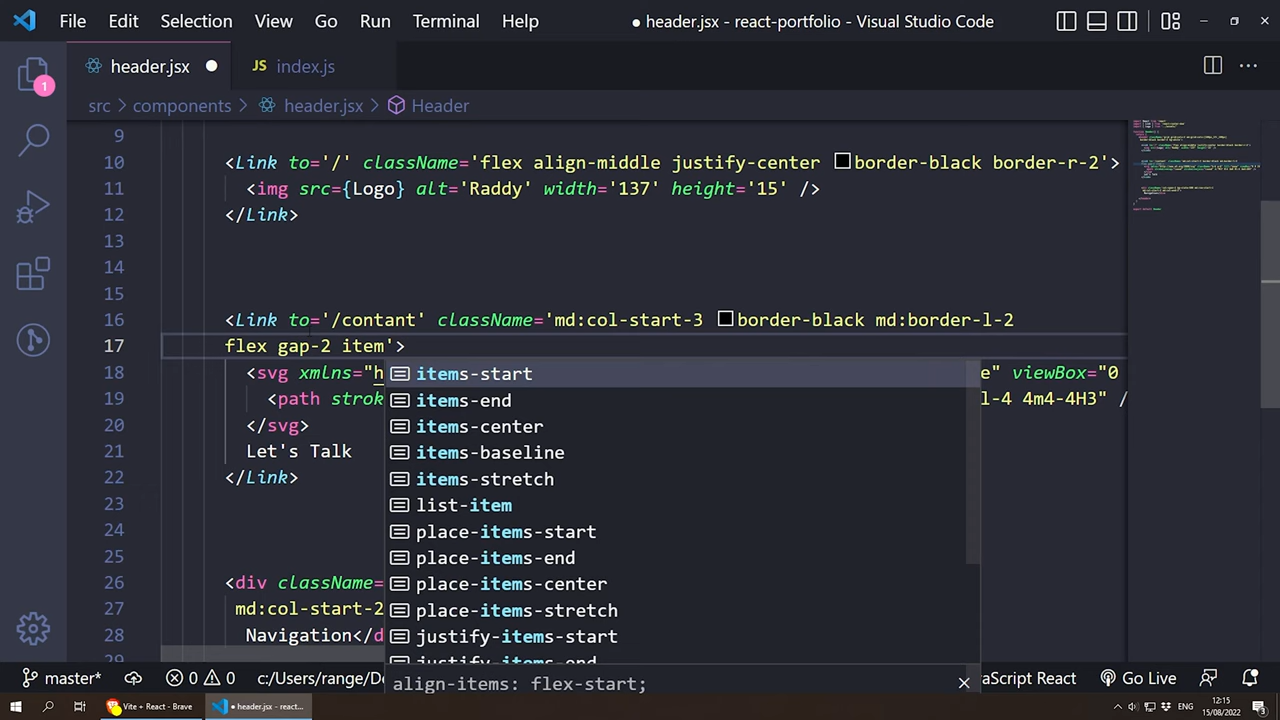 File Edit Selection View Go Run Terminal Help ● header.jsx - react-portfolio - Visual Studio Code
header.jsx JS index.js
1
src > components > header.jsx > Header
9
10 <Link to='/' className='flex align-middle justify-center border-black border-r-2'>
11 <img src={Logo} alt='Raddy' width='137' height='15' />
12 </Link>
13
14
15
16 <Link to='/contant' className='md:col-start-3 border-black md:border-l-2
17 flex gap-2 item'>
18 <svg xmlns="h e" viewBox="0
19 <path strok l-4 4m4-4H3" /
20 </svg>
21 Let's Talk
22 </Link>
23
24
25
26 <div className=
27 md:col-start-2
28 Navigation</d
29
items-start
items-end
items-center
items-baseline
items-stretch
list-item
place-items-start
place-items-end
place-items-center
place-items-stretch
justify-items-start
justify-items-end
align-items: flex-start;
master* 0 0 c:/Users/range/De aScript React Go Live
Vite + React - Brave ● header.jsx - react... ENG 12:15 15/08/2022 3